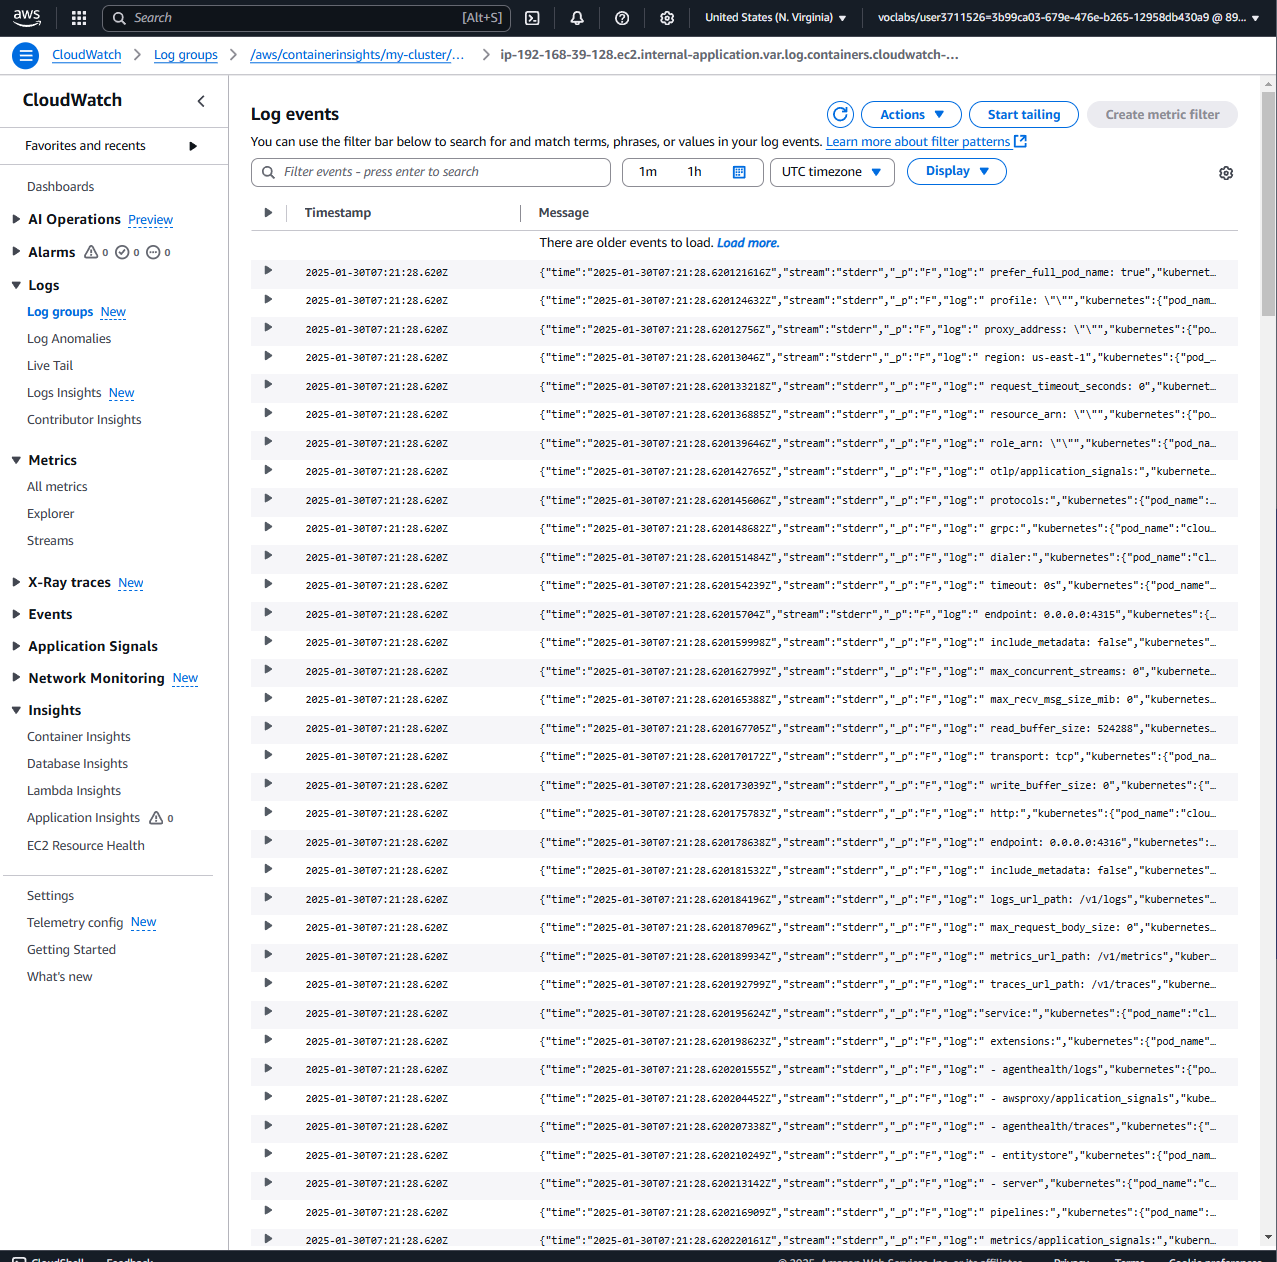 aws
Search [Alt+S] United States (N. Virginia) voclabs/user3711526=3b99ca03-679e-476e-b265-12958db430a9 @ 89...
CloudWatch Log groups /aws/containerinsights/my-cluster/... ip-192-168-39-128.ec2.internal-application.var.log.containers.cloudwatch-...
CloudWatch
Favorites and recents
Dashboards
AI Operations Preview
Alarms 0 0 0
Logs
Log groups New
Log Anomalies
Live Tail
Logs Insights New
Contributor Insights
Metrics
All metrics
Explorer
Streams
X-Ray traces New
Events
Application Signals
Network Monitoring New
Insights
Container Insights
Database Insights
Lambda Insights
Application Insights 0
EC2 Resource Health
Settings
Telemetry config New
Getting Started
What's new
Log events
Actions Start tailing Create metric filter
You can use the filter bar below to search for and match terms, phrases, or values in your log events. Learn more about filter patterns
Filter events - press enter to search 1m 1h UTC timezone Display
Timestamp Message
There are older events to load. Load more.
2025-01-30T07:21:28.620Z {"time":"2025-01-30T07:21:28.620121616Z","stream":"stderr","_p":"F","log":" prefer_full_pod_name: true","kubernet...
2025-01-30T07:21:28.620Z {"time":"2025-01-30T07:21:28.620124632Z","stream":"stderr","_p":"F","log":" profile: \"\"","kubernetes":{"pod_nam...
2025-01-30T07:21:28.620Z {"time":"2025-01-30T07:21:28.62012756Z","stream":"stderr","_p":"F","log":" proxy_address: \"\"","kubernetes":{"po...
2025-01-30T07:21:28.620Z {"time":"2025-01-30T07:21:28.62013046Z","stream":"stderr","_p":"F","log":" region: us-east-1","kubernetes":{"pod_...
2025-01-30T07:21:28.620Z {"time":"2025-01-30T07:21:28.620133218Z","stream":"stderr","_p":"F","log":" request_timeout_seconds: 0","kubernet...
2025-01-30T07:21:28.620Z {"time":"2025-01-30T07:21:28.620136885Z","stream":"stderr","_p":"F","log":" resource_arn: \"\"","kubernetes":{"po...
2025-01-30T07:21:28.620Z {"time":"2025-01-30T07:21:28.620139646Z","stream":"stderr","_p":"F","log":" role_arn: \"\"","kubernetes":{"pod_na...
2025-01-30T07:21:28.620Z {"time":"2025-01-30T07:21:28.620142765Z","stream":"stderr","_p":"F","log":" otlp/application_signals:","kubernete...
2025-01-30T07:21:28.620Z {"time":"2025-01-30T07:21:28.620145606Z","stream":"stderr","_p":"F","log":" protocols:","kubernetes":{"pod_name":...
2025-01-30T07:21:28.620Z {"time":"2025-01-30T07:21:28.620148682Z","stream":"stderr","_p":"F","log":" grpc:","kubernetes":{"pod_name":"clou...
2025-01-30T07:21:28.620Z {"time":"2025-01-30T07:21:28.620151484Z","stream":"stderr","_p":"F","log":" dialer:","kubernetes":{"pod_name":"cl...
2025-01-30T07:21:28.620Z {"time":"2025-01-30T07:21:28.620154239Z","stream":"stderr","_p":"F","log":" timeout: 0s","kubernetes":{"pod_name"...
2025-01-30T07:21:28.620Z {"time":"2025-01-30T07:21:28.62015704Z","stream":"stderr","_p":"F","log":" endpoint: 0.0.0.0:4315","kubernetes":{...
2025-01-30T07:21:28.620Z {"time":"2025-01-30T07:21:28.620159998Z","stream":"stderr","_p":"F","log":" include_metadata: false","kubernetes"...
2025-01-30T07:21:28.620Z {"time":"2025-01-30T07:21:28.620162799Z","stream":"stderr","_p":"F","log":" max_concurrent_streams: 0","kubernete...
2025-01-30T07:21:28.620Z {"time":"2025-01-30T07:21:28.620165388Z","stream":"stderr","_p":"F","log":" max_recv_msg_size_mib: 0","kubernetes...
2025-01-30T07:21:28.620Z {"time":"2025-01-30T07:21:28.620167705Z","stream":"stderr","_p":"F","log":" read_buffer_size: 524288","kubernetes...
2025-01-30T07:21:28.620Z {"time":"2025-01-30T07:21:28.620170172Z","stream":"stderr","_p":"F","log":" transport: tcp","kubernetes":{"pod_na...
2025-01-30T07:21:28.620Z {"time":"2025-01-30T07:21:28.620173039Z","stream":"stderr","_p":"F","log":" write_buffer_size: 0","kubernetes":{"...
2025-01-30T07:21:28.620Z {"time":"2025-01-30T07:21:28.620175783Z","stream":"stderr","_p":"F","log":" http:","kubernetes":{"pod_name":"clou...
2025-01-30T07:21:28.620Z {"time":"2025-01-30T07:21:28.620178638Z","stream":"stderr","_p":"F","log":" endpoint: 0.0.0.0:4316","kubernetes":...
2025-01-30T07:21:28.620Z {"time":"2025-01-30T07:21:28.620181532Z","stream":"stderr","_p":"F","log":" include_metadata: false","kubernetes"...
2025-01-30T07:21:28.620Z {"time":"2025-01-30T07:21:28.620184196Z","stream":"stderr","_p":"F","log":" logs_url_path: /v1/logs","kubernetes"...
2025-01-30T07:21:28.620Z {"time":"2025-01-30T07:21:28.620187096Z","stream":"stderr","_p":"F","log":" max_request_body_size: 0","kubernetes...
2025-01-30T07:21:28.620Z {"time":"2025-01-30T07:21:28.620189934Z","stream":"stderr","_p":"F","log":" metrics_url_path: /v1/metrics","kuber...
2025-01-30T07:21:28.620Z {"time":"2025-01-30T07:21:28.620192799Z","stream":"stderr","_p":"F","log":" traces_url_path: /v1/traces","kuberne...
2025-01-30T07:21:28.620Z {"time":"2025-01-30T07:21:28.620195624Z","stream":"stderr","_p":"F","log":"service:","kubernetes":{"pod_name":"cl...
2025-01-30T07:21:28.620Z {"time":"2025-01-30T07:21:28.620198623Z","stream":"stderr","_p":"F","log":" extensions:","kubernetes":{"pod_name"...
2025-01-30T07:21:28.620Z {"time":"2025-01-30T07:21:28.620201555Z","stream":"stderr","_p":"F","log":" - agenthealth/logs","kubernetes":{"po...
2025-01-30T07:21:28.620Z {"time":"2025-01-30T07:21:28.620204452Z","stream":"stderr","_p":"F","log":" - awsproxy/application_signals","kube...
2025-01-30T07:21:28.620Z {"time":"2025-01-30T07:21:28.620207338Z","stream":"stderr","_p":"F","log":" - agenthealth/traces","kubernetes":{"...
2025-01-30T07:21:28.620Z {"time":"2025-01-30T07:21:28.620210249Z","stream":"stderr","_p":"F","log":" - entitystore","kubernetes":{"pod_nam...
2025-01-30T07:21:28.620Z {"time":"2025-01-30T07:21:28.620213142Z","stream":"stderr","_p":"F","log":" - server","kubernetes":{"pod_name":"c...
2025-01-30T07:21:28.620Z {"time":"2025-01-30T07:21:28.620216909Z","stream":"stderr","_p":"F","log":" pipelines:","kubernetes":{"pod_name":...
2025-01-30T07:21:28.620Z {"time":"2025-01-30T07:21:28.620220161Z","stream":"stderr","_p":"F","log":" metrics/application_signals:","kubern...
CloudShell Feedback © 2025, Amazon Web Services, Inc. or its affiliates. Privacy Terms Cookie preferences